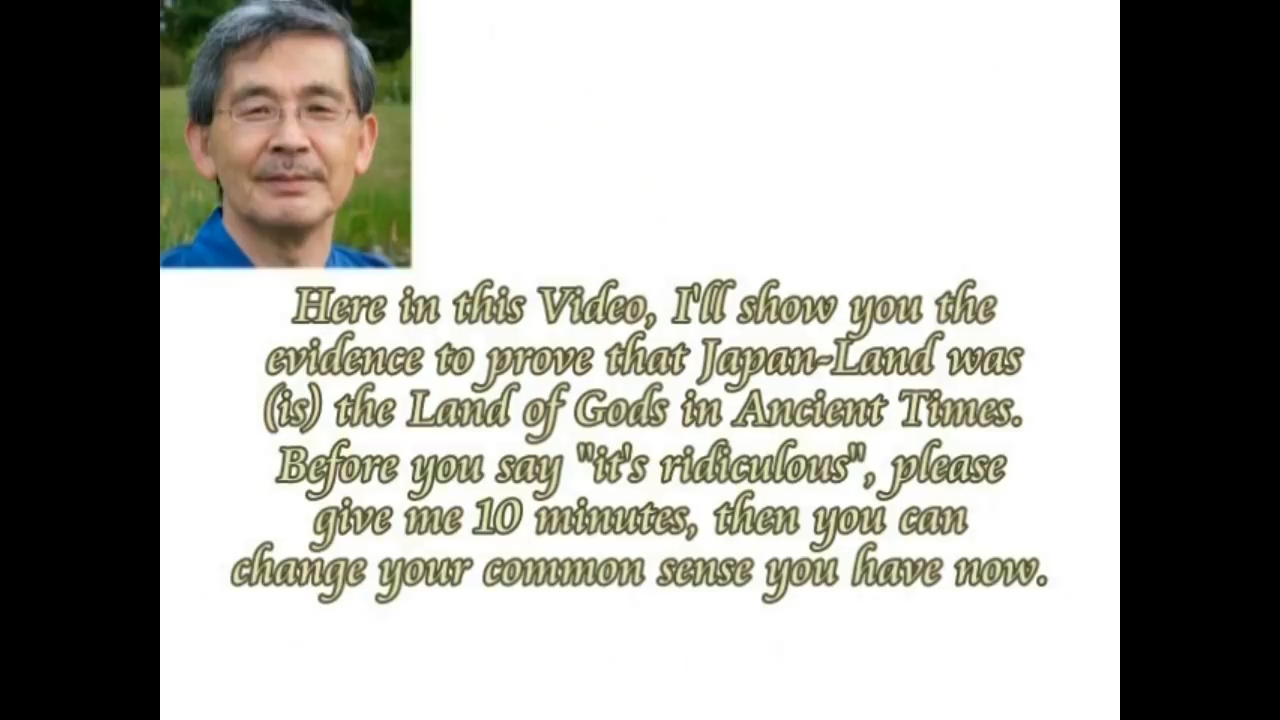 Here in this Video, I'll show you the
evidence to prove that Japan-Land was
(is) the Land of Gods in Ancient Times.
Before you say "it's ridiculous", please
give me 10 minutes, then you can
change your common sense you have now.